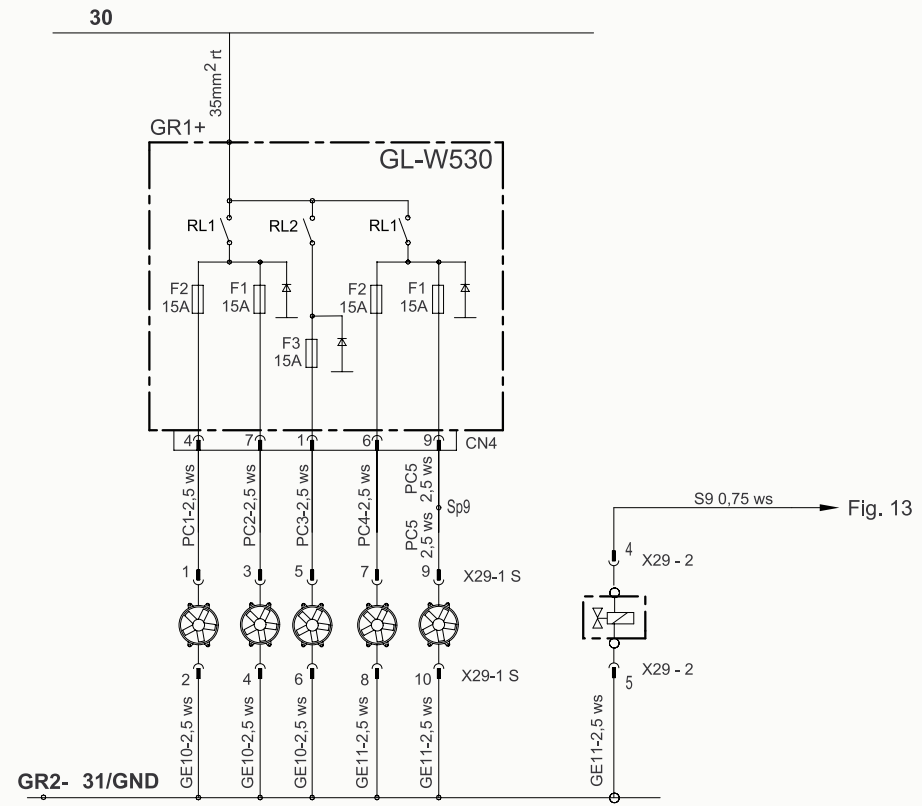 30
35mm² rt
GR1+
GL-W530
RL1 RL2 RL1
F2 15A
F1 15A
F2 15A
F1 15A
F3 15A
4 7 1 6 9 CN4
PC1-2,5 ws
PC2-2,5 ws
PC3-2,5 ws
PC4-2,5 ws
PC5 2,5 ws
Sp9
PC5 2,5 ws
S9 0,75 ws
Fig. 13
1 3 5 7 9 X29-1 S
4 X29 - 2
2 4 6 8 10 X29-1 S
5 X29 - 2
GE10-2,5 ws
GE10-2,5 ws
GE10-2,5 ws
GE11-2,5 ws
GE11-2,5 ws
GE11-2,5 ws
GR2- 31/GND